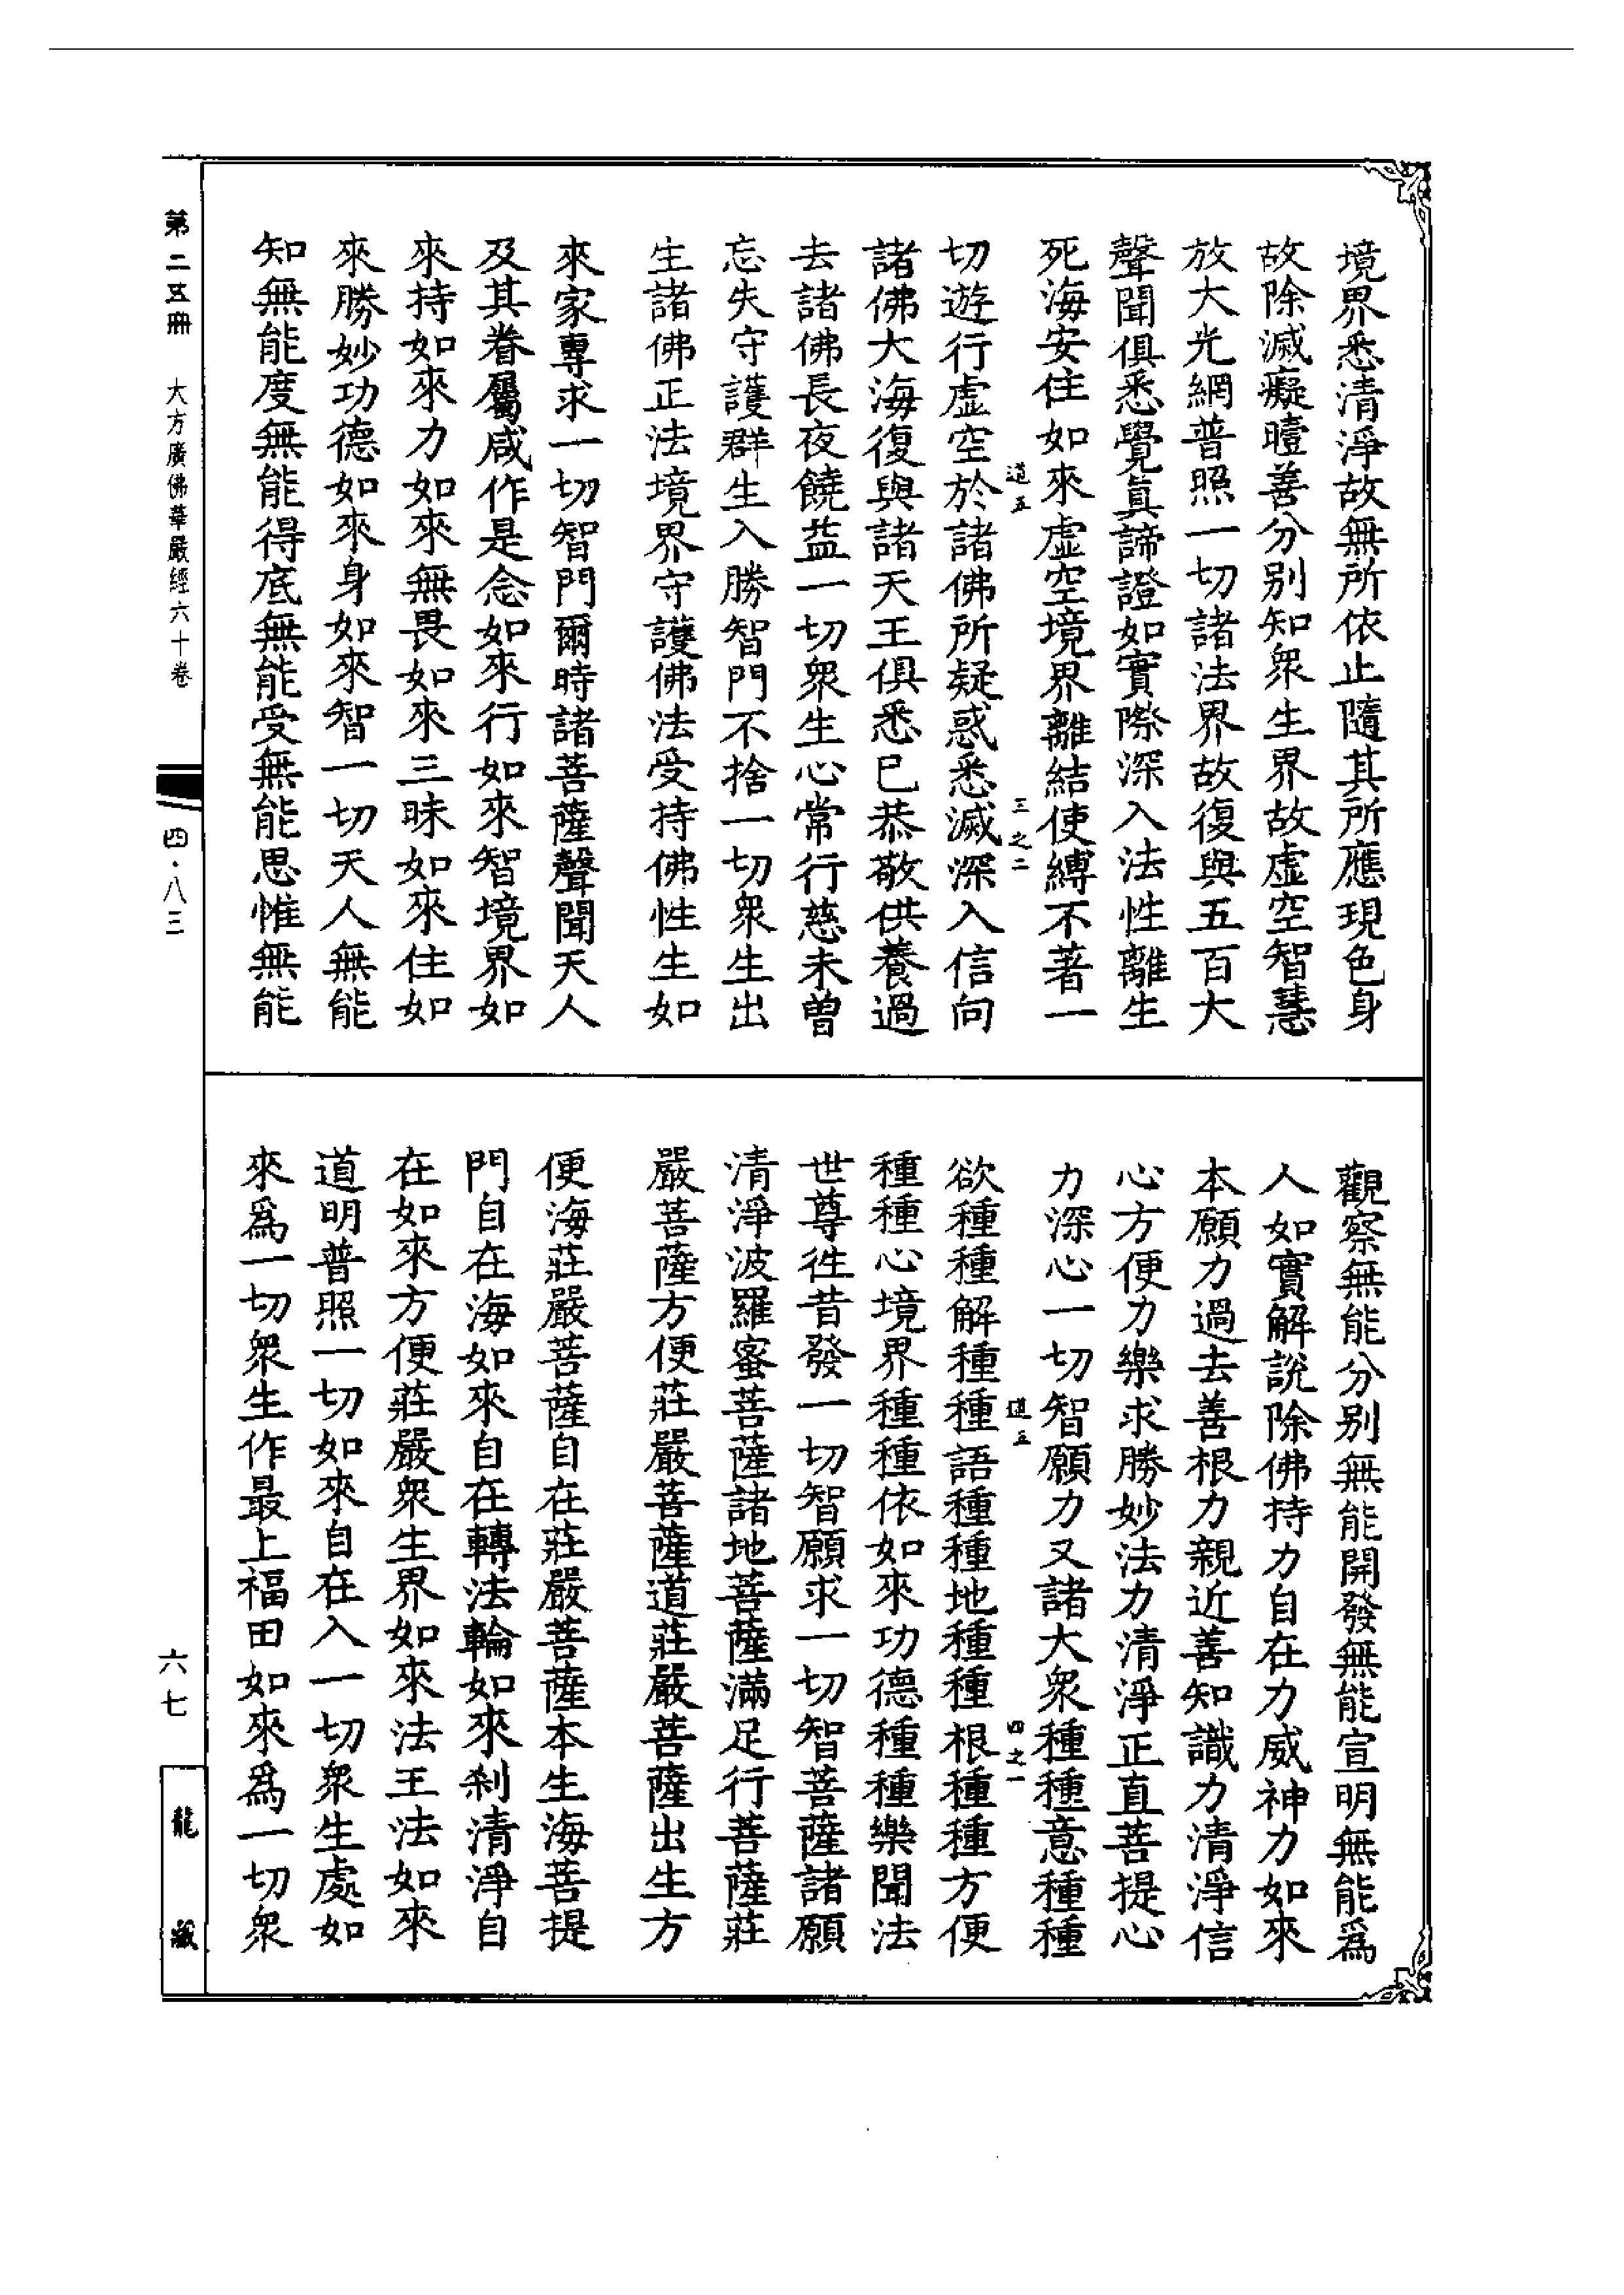 境界悉清淨故無所依止隨其所應現色身
故除滅癡曀善分別知衆生界故虛空智慧
放大光網普照一切諸法界故復與五百大
聲聞俱悉覺眞諦證如實際深入法性離生
死海安住如來虛空境界離結使縛不著一
道五
三之二
切遊行虛空於諸佛所疑惑悉滅深入信向
諸佛大海復與諸天王俱悉已恭敬供養過
去諸佛長夜饒益一切衆生心常行慈未曾
忘失守護群生入勝智門不捨一切衆生出
生諸佛正法境界守護佛法受持佛性生如
來家專求一切智門爾時諸菩薩聲聞天人
及其眷屬咸作是念如來行如來智境界如
來持如來力如來無畏如來三昧如來住如
來勝妙功德如來身如來智一切天人無能
知無能度無能得底無能受無能思惟無能
觀察無能分別無能開發無能宣明無能爲
人如實解說除佛持力自在力威神力如來
本願力過去善根力親近善知識力清淨信
心方便力樂求勝妙法力清淨正直菩提心
力深心一切智願力又諸大衆種種意種種
道五
四之一
欲種種解種種語種種地種種根種種方便
種種心境界種種依如來功德種種樂聞法
世尊徃昔發一切智願求一切智菩薩諸願
清淨波羅蜜菩薩諸地菩薩滿足行菩薩莊
嚴菩薩方便莊嚴菩薩道莊嚴菩薩出生方
便海莊嚴菩薩自在莊嚴菩薩本生海菩提
門自在海如來自在轉法輪如來刹清淨自
在如來方便莊嚴衆生界如來法王法如來
道明普照一切如來自在入一切衆生處如
來爲一切衆生作最上福田如來爲一切衆
第二五冊 大方廣佛華嚴經六十卷
四·八三
六七
龍藏